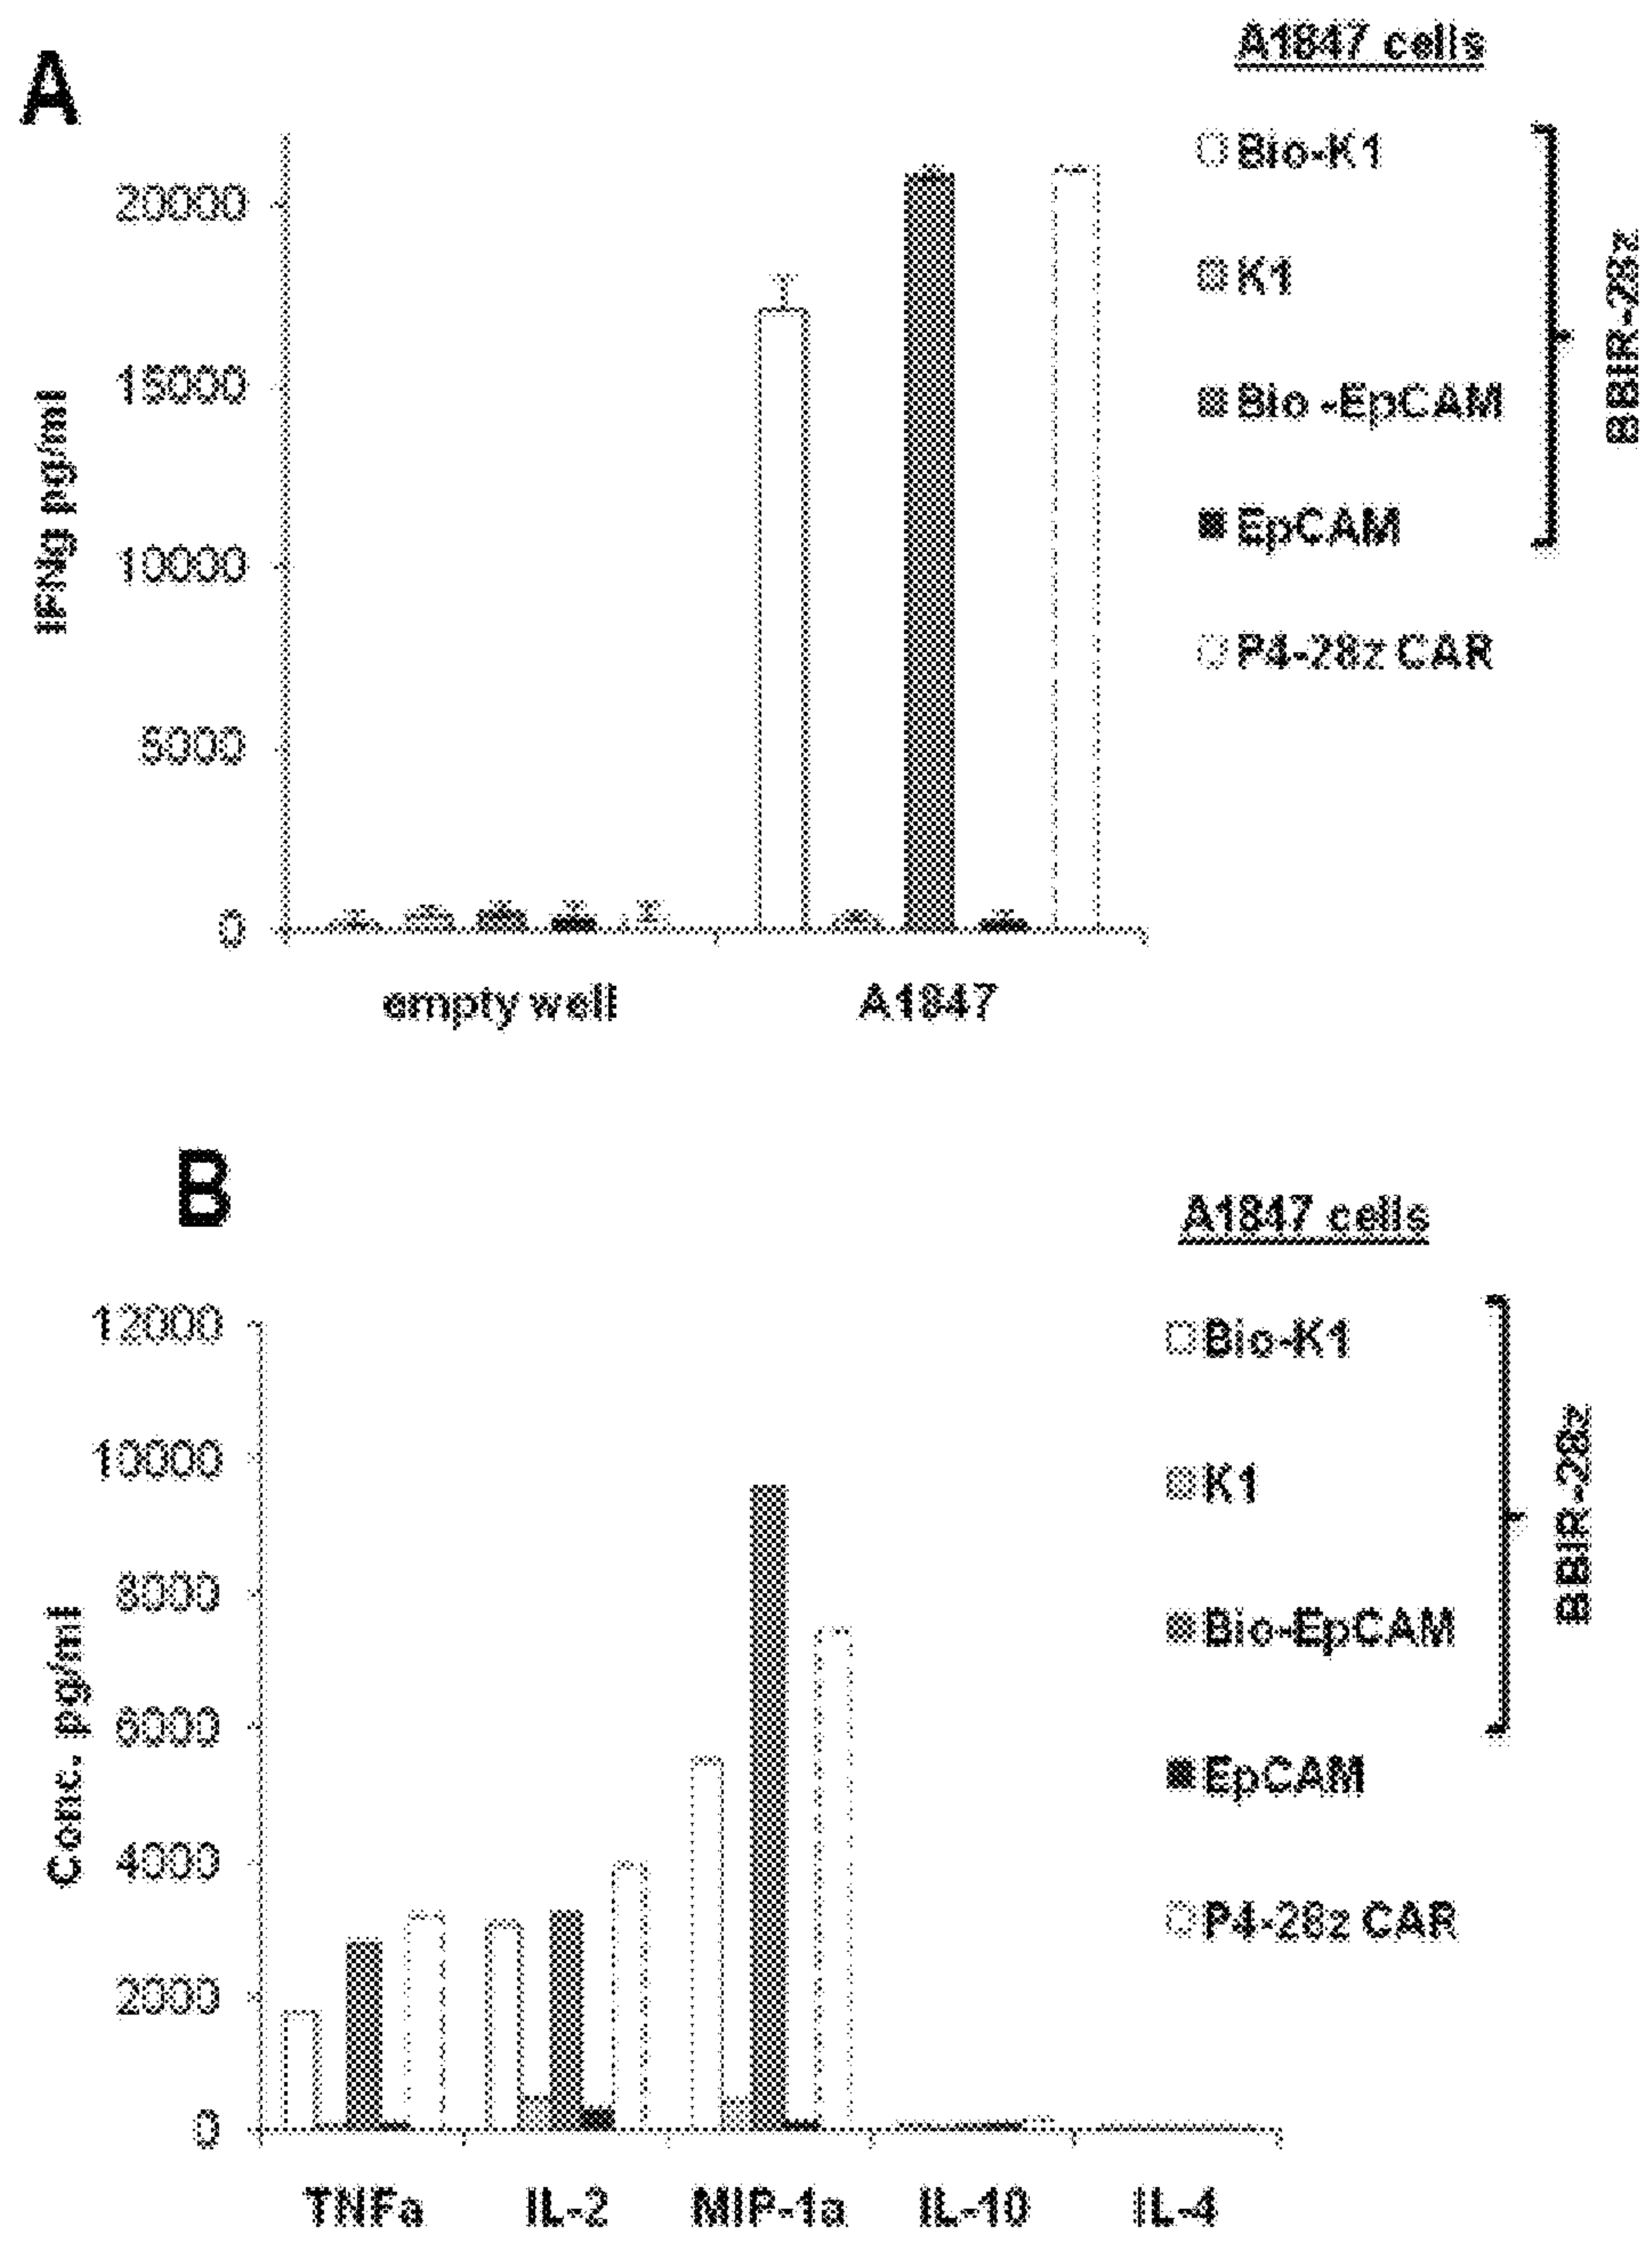 A
A1847 cells
Bio-K1
K1
Bio -EpCAM
EpCAM
P4-28z CAR
BBIR-28z
IFNg pg/ml
20000
15000
10000
5000
0
empty well
A1847
B
A1847 cells
Bio-K1
K1
Bio-EpCAM
EpCAM
P4-28z CAR
BBIR-28z
Conc. pg/ml
12000
10000
8000
6000
4000
2000
0
TNFa
IL-2
MIP-1a
IL-10
IL-4